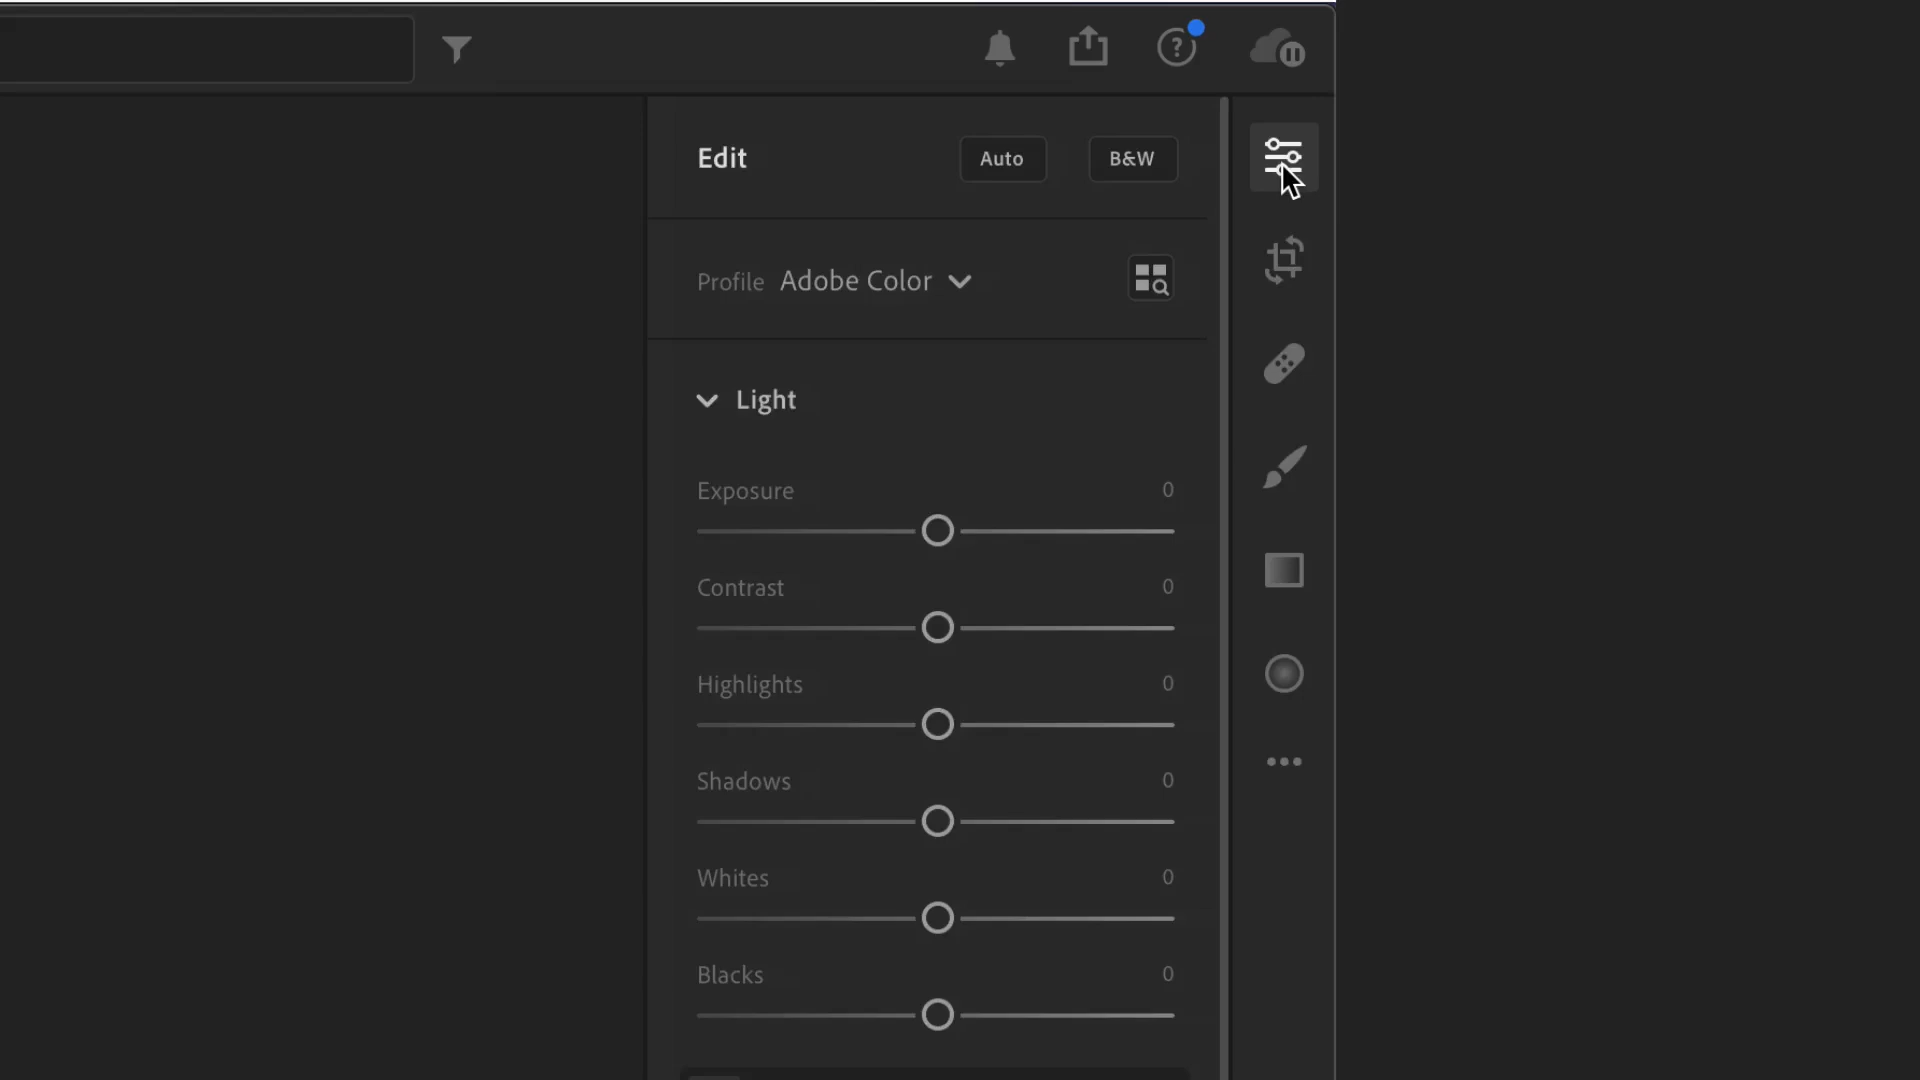 Edit
Auto
B&W
Profile Adobe Color
Light
Exposure 0
Contrast 0
Highlights 0
Shadows 0
Whites 0
Blacks 0